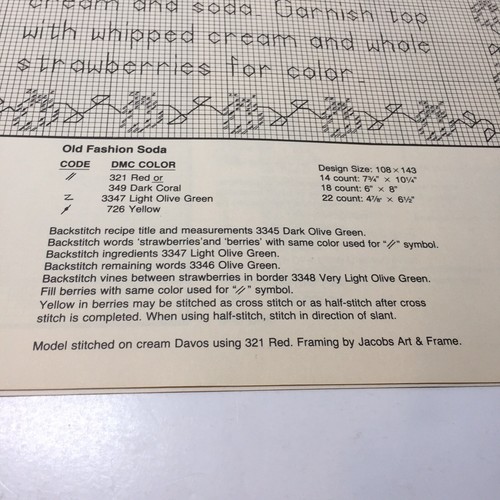 cream and soda. Garnish top
with whipped cream and whole
strawberries for color.
Old Fashion Soda
CODE DMC COLOR
321 Red or
349 Dark Coral
3347 Light Olive Green
726 Yellow
Design Size: 108 × 143
14 count: 7¾" × 10¼"
18 count: 6" × 8"
22 count: 4⅞" × 6½"
Backstitch recipe title and measurements 3345 Dark Olive Green.
Backstitch words 'strawberries' and 'berries' with same color used for "//" symbol.
Backstitch ingredients 3347 Light Olive Green.
Backstitch remaining words 3346 Olive Green.
Backstitch vines between strawberries in border 3348 Very Light Olive Green.
Fill berries with same color used for "//" symbol.
Yellow in berries may be stitched as cross stitch or as half-stitch after cross
stitch is completed. When using half-stitch, stitch in direction of slant.
Model stitched on cream Davos using 321 Red. Framing by Jacobs Art & Frame.